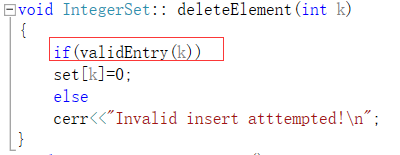 void IntegerSet:: deleteElement(int k)
{
if(validEntry(k))
set[k]=0;
else
cerr<<"Invalid insert atttempted!\n";
}